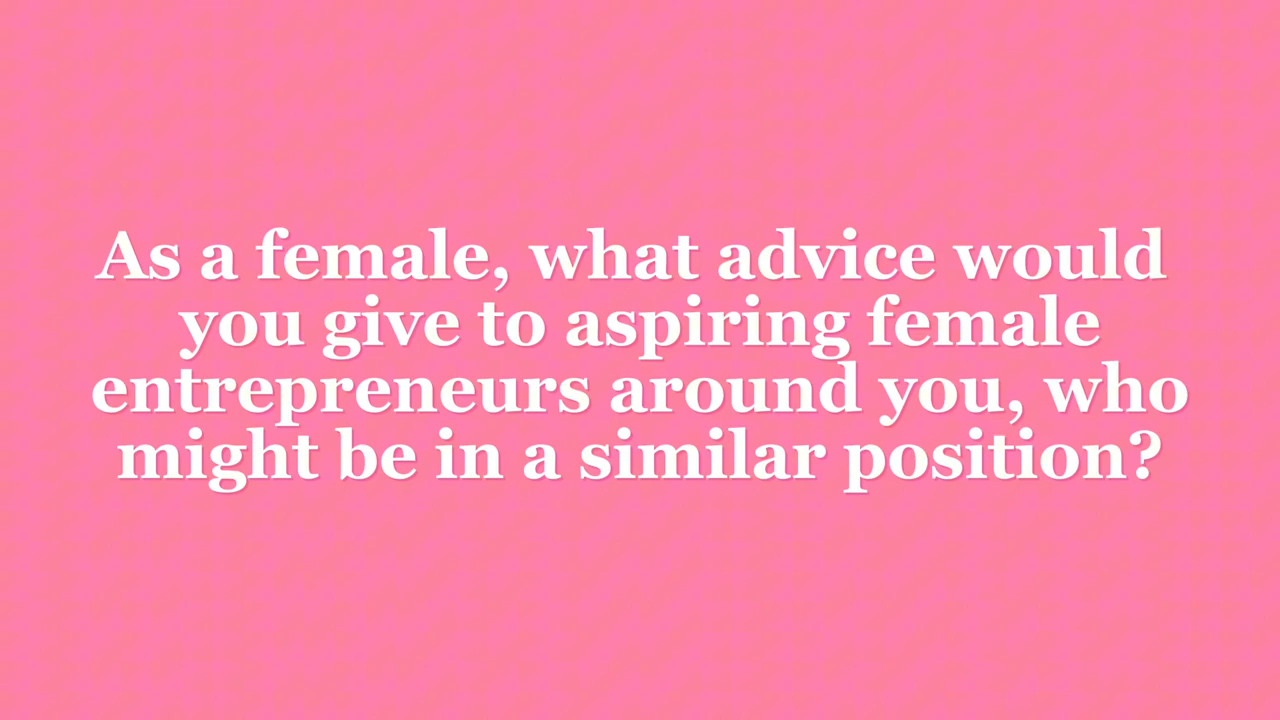 As a female, what advice would
you give to aspiring female
entrepreneurs around you, who
might be in a similar position?